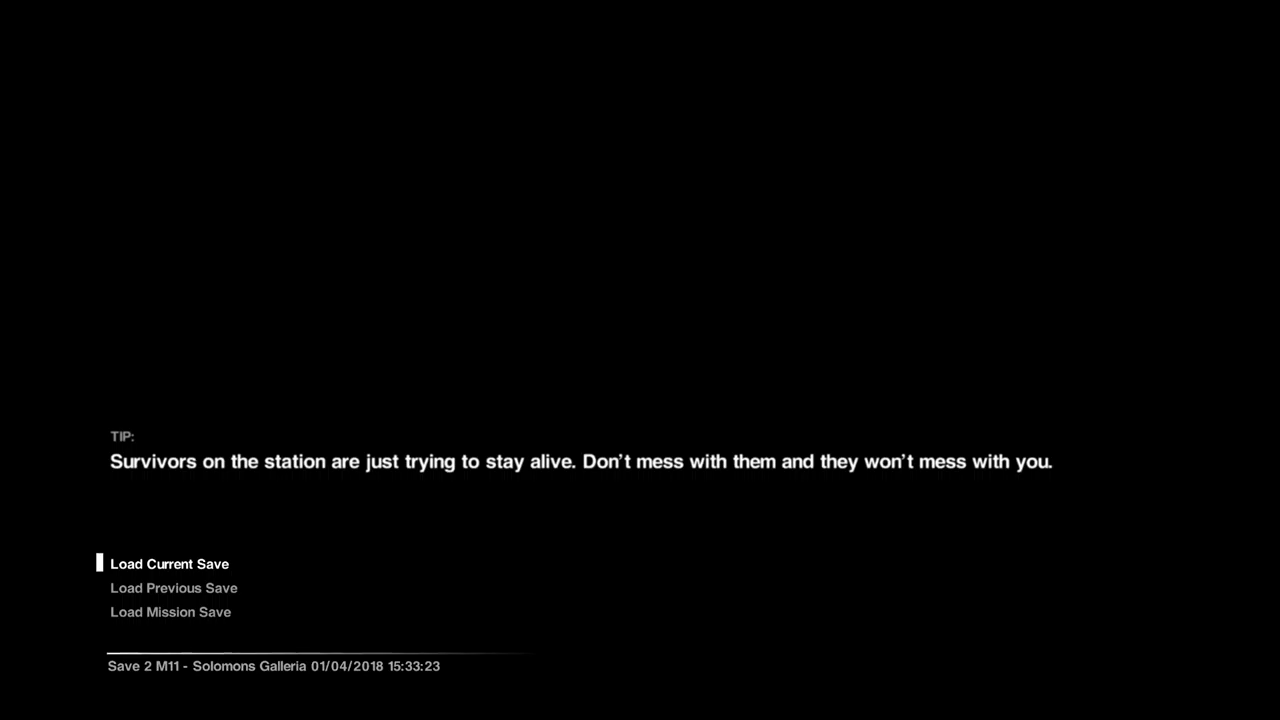 TIP:
Survivors on the station are just trying to stay alive. Don’t mess with them and they won’t mess with you.
Load Current Save
Load Previous Save
Load Mission Save
Save 2 M11 - Solomons Galleria 01/04/2018 15:33:23